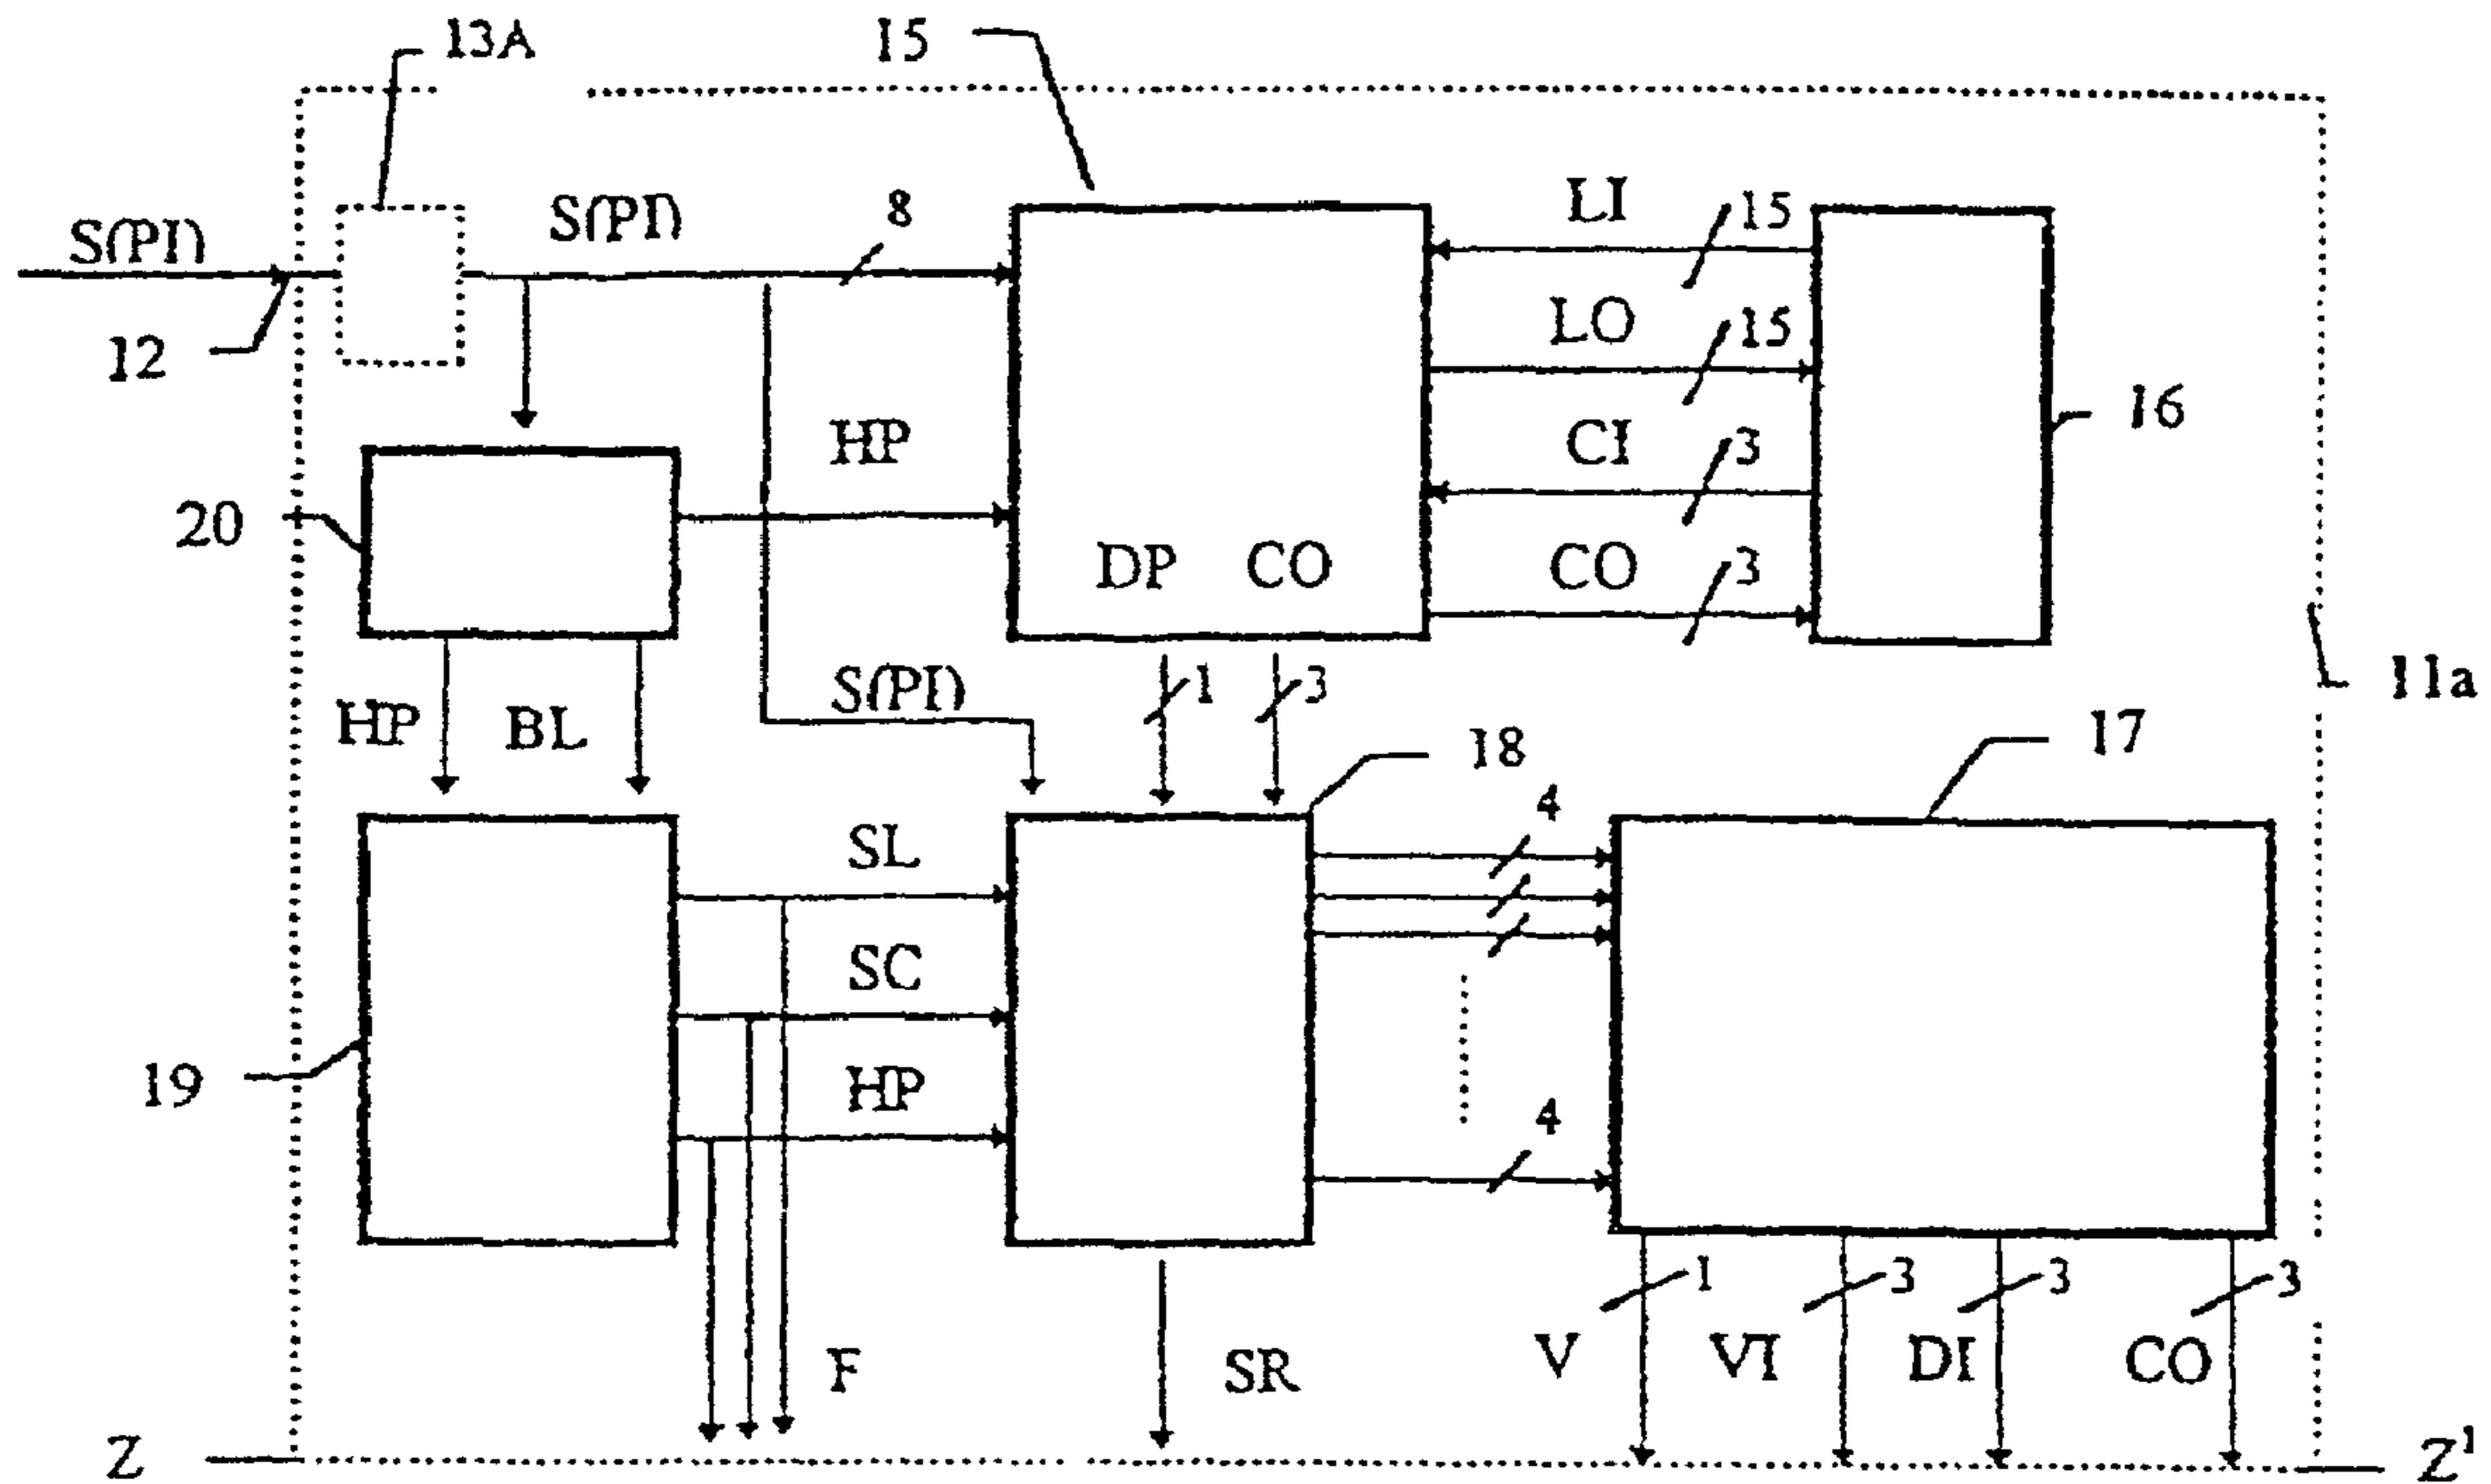 13A
15
S(PI)
S(PI)
8
LI
15
12
LO
15
HP
CI
3
16
20
DP
CO
CO
3
S(PI)
1
3
11a
HP
BL
18
17
SL
4
SC
19
HP
4
1
3
3
3
F
SR
V
VI
DI
CO
Z
Z'